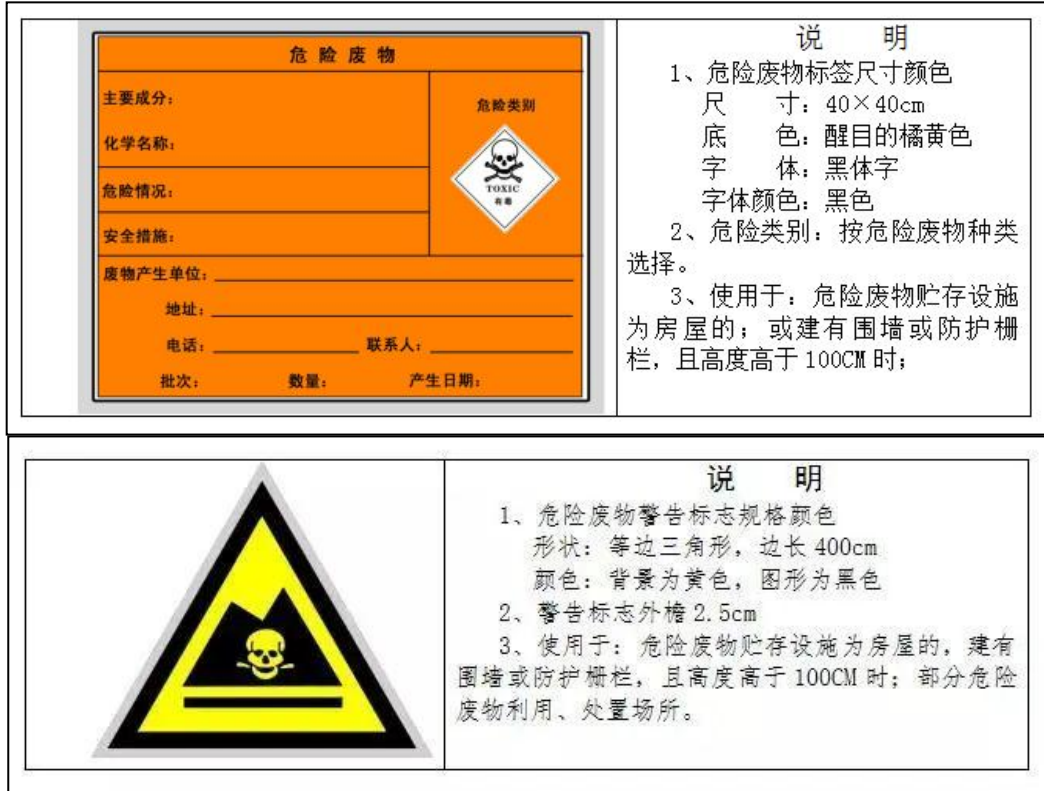 危险废物
主要成分：
危险类别
化学名称：
TOXIC
有毒
危险情况：
安全措施：
废物产生单位：
地址：
电话： 联系人：
批次： 数量： 产生日期：
说 明
1、危险废物标签尺寸颜色
尺 寸：40×40cm
底 色：醒目的橘黄色
字 体：黑体字
字体颜色：黑色
2、危险类别：按危险废物种类
选择。
3、使用于：危险废物贮存设施
为房屋的；或建有围墙或防护栅
栏，且高度高于100CM时；
说 明
1、危险废物警告标志规格颜色
形状：等边三角形，边长400cm
颜色：背景为黄色，图形为黑色
2、警告标志外檐2.5cm
3、使用于：危险废物贮存设施为房屋的，建有
围墙或防护栅栏，且高度高于100CM时；部分危险
废物利用、处置场所。